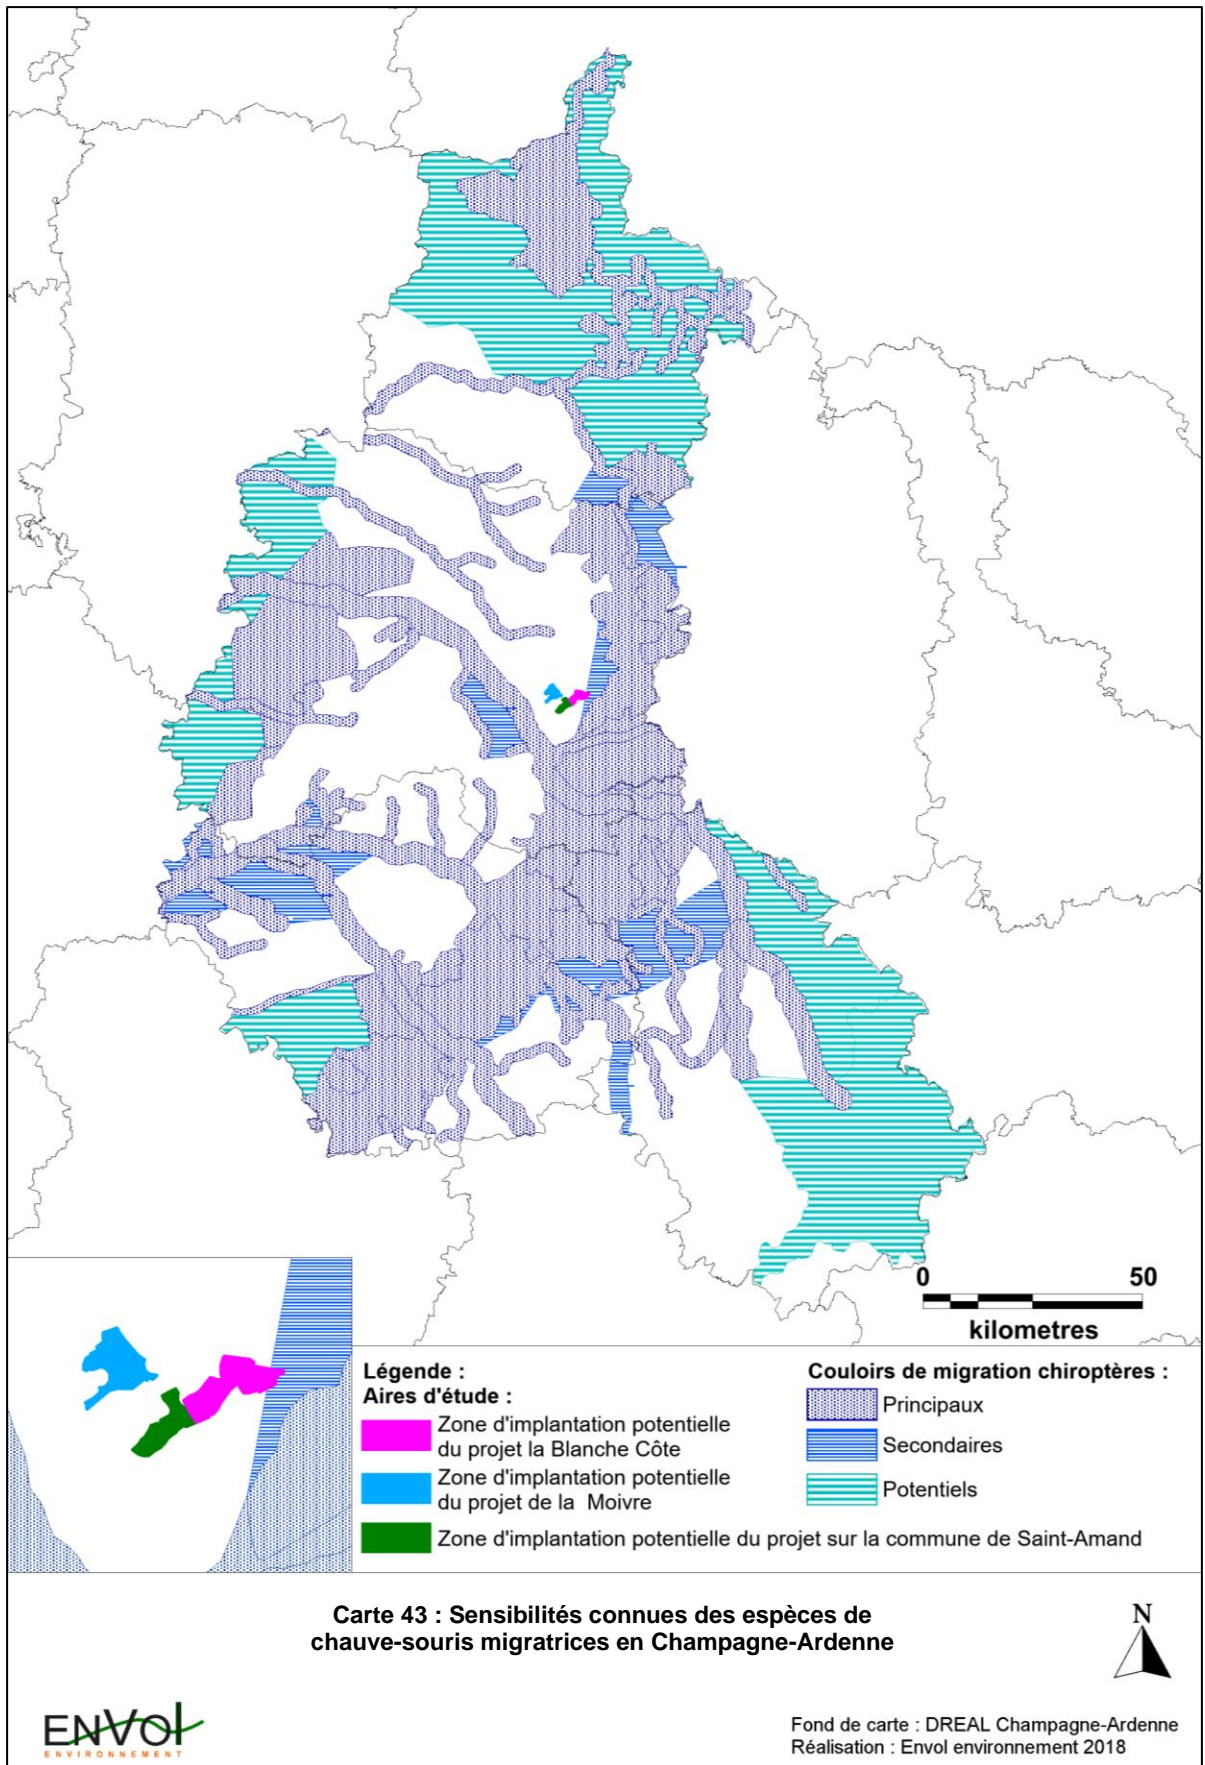 0 50
kilometres
Légende :
Aires d'étude :
Zone d'implantation potentielle
du projet la Blanche Côte
Zone d'implantation potentielle
du projet de la Moivre
Zone d'implantation potentielle du projet sur la commune de Saint-Amand
Couloirs de migration chiroptères :
Principaux
Secondaires
Potentiels
Carte 43 : Sensibilités connues des espèces de
chauve-souris migratrices en Champagne-Ardenne
N
ENVOl
ENVIRONNEMENT
Fond de carte : DREAL Champagne-Ardenne
Réalisation : Envol environnement 2018